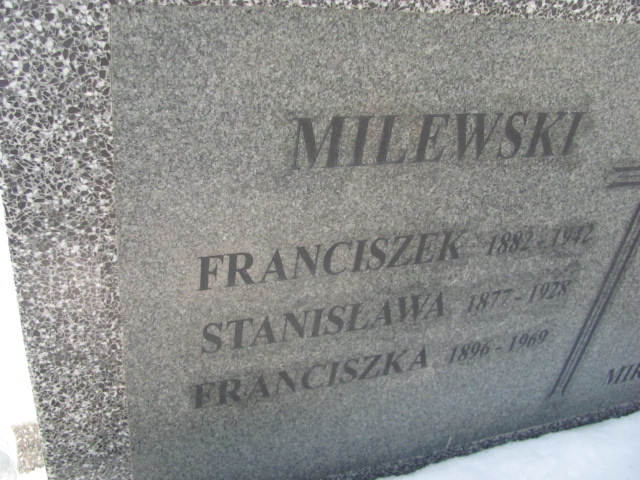 MILEWSKI
FRANCISZEK 1882-1942
STANISŁAWA 1877-1928
FRANCISZKA 1896-1969